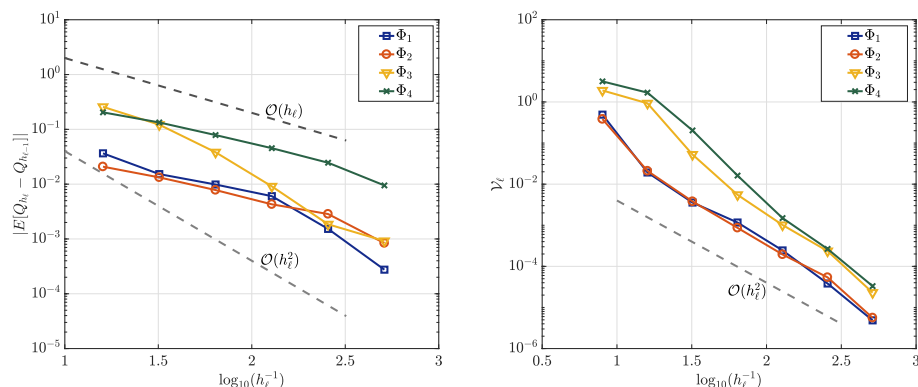 10^1
10^0
10^-1
10^-2
10^-3
10^-4
10^-5
|E[Q_{h_ℓ} − Q_{h_{ℓ−1}}]|
Φ_1
Φ_2
Φ_3
Φ_4
O(h_ℓ)
O(h_ℓ^2)
1 1.5 2 2.5 3
log_10(h_ℓ^-1)
10^2
10^0
10^-2
10^-4
10^-6
V_ℓ
Φ_1
Φ_2
Φ_3
Φ_4
O(h_ℓ^2)
0.5 1 1.5 2 2.5 3
log_10(h_ℓ^-1)